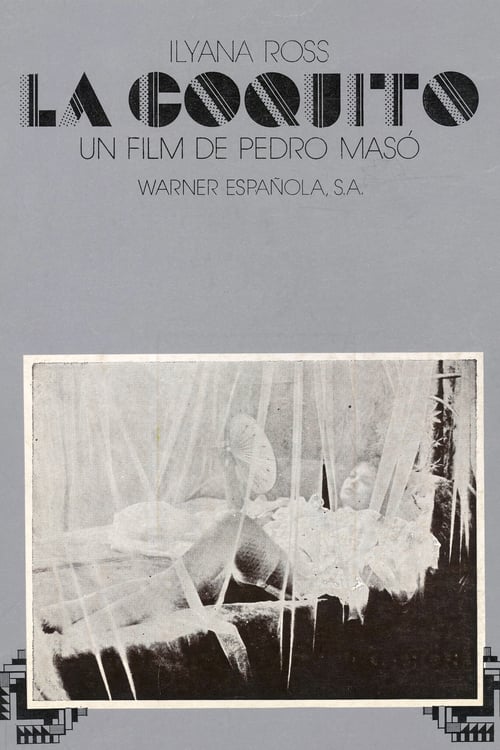 ILYANA ROSS
LA COQUITO
UN FILM DE PEDRO MASÓ
WARNER ESPAÑOLA, S.A.